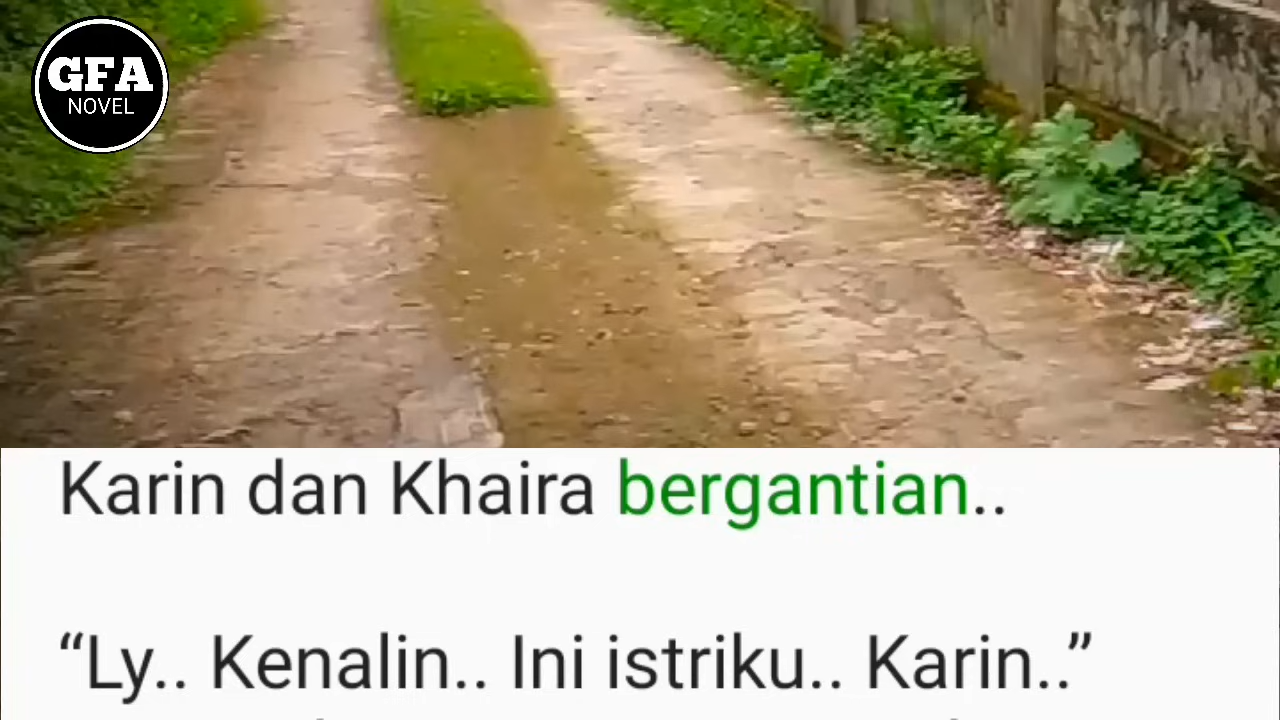 GFA
NOVEL
Karin dan Khaira bergantian..
“Ly.. Kenalin.. Ini istriku.. Karin..”